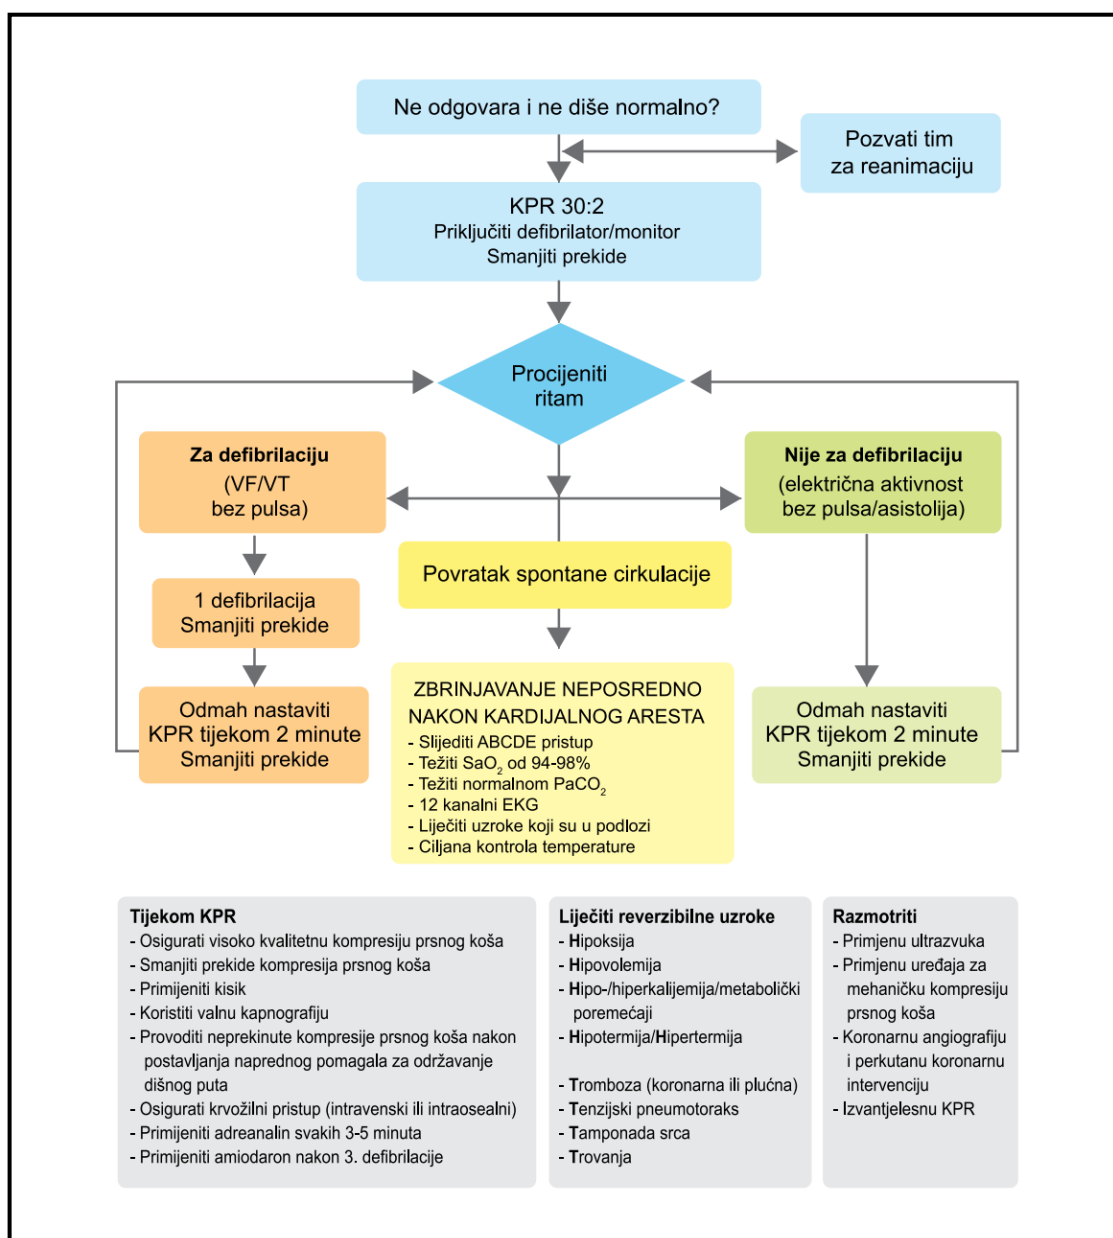 Ne odgovara i ne diše normalno?
Pozvati tim
za reanimaciju
KPR 30:2
Priključiti defibrilator/monitor
Smanjiti prekide
Procijeniti
ritam
Za defibrilaciju
(VF/VT
bez pulsa)
Nije za defibrilaciju
(električna aktivnost
bez pulsa/asistolija)
Povratak spontane cirkulacije
1 defibrilacija
Smanjiti prekide
Odmah nastaviti
KPR tijekom 2 minute
Smanjiti prekide
ZBRINJAVANJE NEPOSREDNO
NAKON KARDIJALNOG ARESTA
- Slijediti ABCDE pristup
- Težiti SaO₂ od 94-98%
- Težiti normalnom PaCO₂
- 12 kanalni EKG
- Liječiti uzroke koji su u podlozi
- Ciljana kontrola temperature
Odmah nastaviti
KPR tijekom 2 minute
Smanjiti prekide
Tijekom KPR
- Osigurati visoko kvalitetnu kompresiju prsnog koša
- Smanjiti prekide kompresija prsnog koša
- Primijeniti kisik
- Koristiti valnu kapnografiju
- Provoditi neprekinute kompresije prsnog koša nakon
postavljanja naprednog pomagala za održavanje
dišnog puta
- Osigurati krvožilni pristup (intravenski ili intraosealni)
- Primijeniti adreanalin svakih 3-5 minuta
- Primijeniti amiodaron nakon 3. defibrilacije
Liječiti reverzibilne uzroke
- Hipoksija
- Hipovolemija
- Hipo-/hiperkalijemija/metabolički
poremećaji
- Hipotermija/Hipertermija
- Tromboza (koronarna ili plućna)
- Tenzijski pneumotoraks
- Tamponada srca
- Trovanja
Razmotriti
- Primjenu ultrazvuka
- Primjenu uređaja za
mehaničku kompresiju
prsnog koša
- Koronarnu angiografiju
i perkutanu koronarnu
intervenciju
- Izvantjelesnu KPR